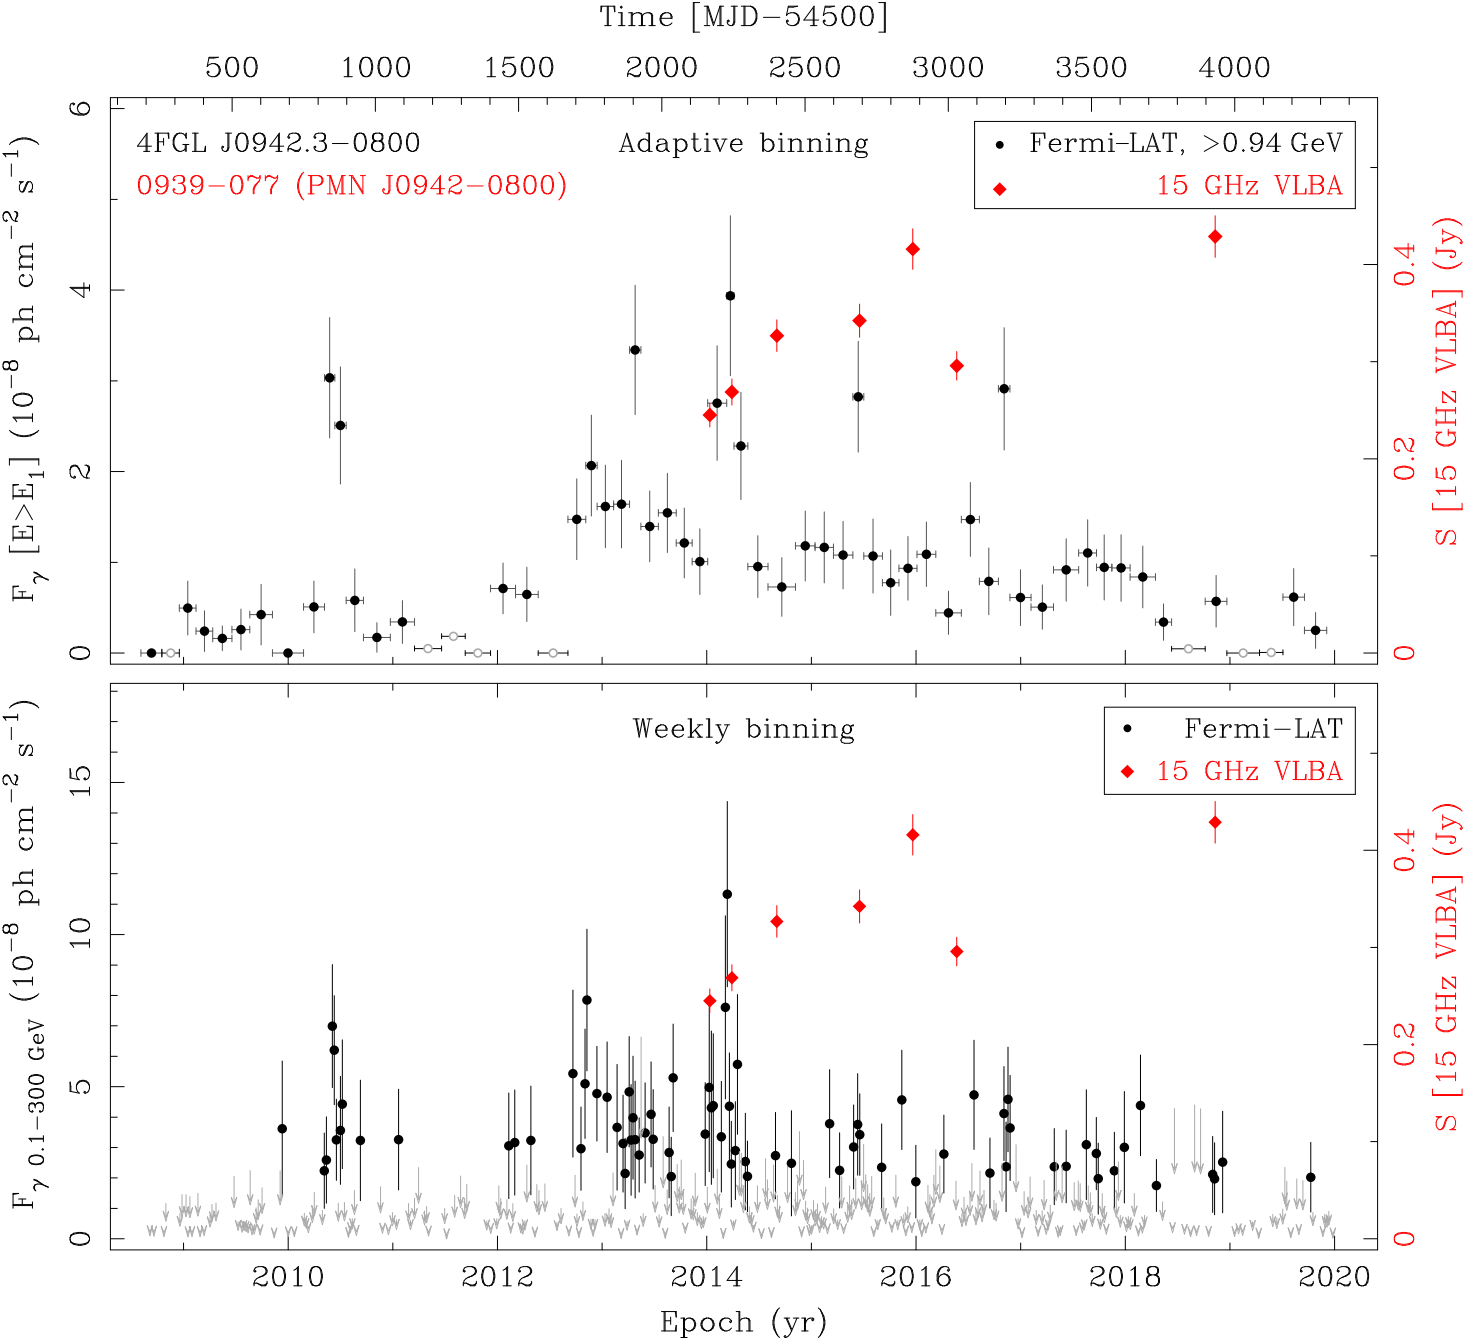 Time [MJD−54500]
500 1000 1500 2000 2500 3000 3500 4000
4FGL J0942.3−0800
0939−077 (PMN J0942−0800)
Adaptive binning
Fermi−LAT, >0.94 GeV
15 GHz VLBA
6
4
2
0
Fγ [E>E1] (10−8 ph cm−2 s−1)
0.4
0.2
0
S [15 GHz VLBA] (Jy)
Weekly binning
Fermi−LAT
15 GHz VLBA
15
10
5
0
Fγ 0.1−300 GeV (10−8 ph cm−2 s−1)
0.4
0.2
0
S [15 GHz VLBA] (Jy)
2010 2012 2014 2016 2018 2020
Epoch (yr)